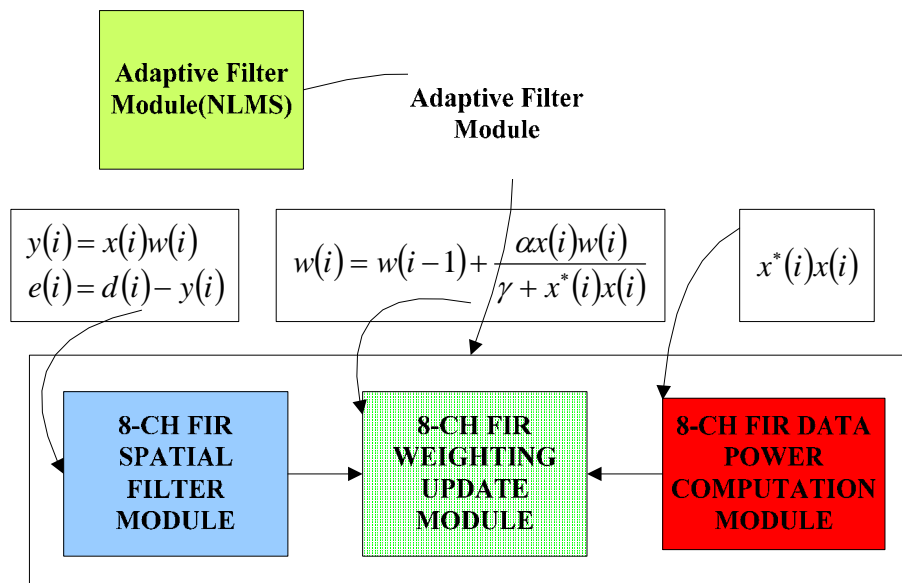 Adaptive Filter
Module(NLMS)
Adaptive Filter
Module
y(i) = x(i)w(i)
e(i) = d(i) − y(i)
w(i) = w(i−1) + αx(i)w(i) / γ + x*(i)x(i)
x*(i)x(i)
8-CH FIR
SPATIAL
FILTER
MODULE
8-CH FIR
WEIGHTING
UPDATE
MODULE
8-CH FIR DATA
POWER
COMPUTATION
MODULE